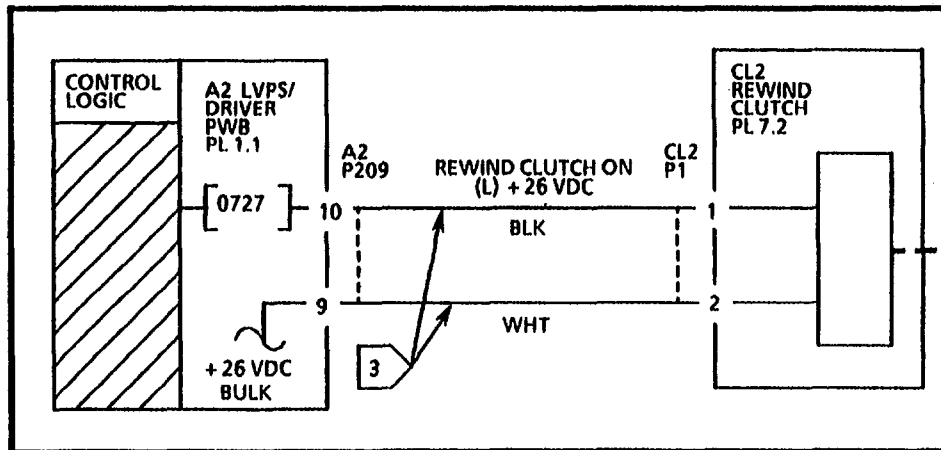 CONTROL
LOGIC
A2 LVPS/
DRIVER
PWB
PL 1.1
0727
10
9
+ 26 VDC
BULK
A2
P209
REWIND CLUTCH ON
(L) + 26 VDC
BLK
WHT
3
CL2
P1
1
2
CL2
REWIND
CLUTCH
PL 7.2